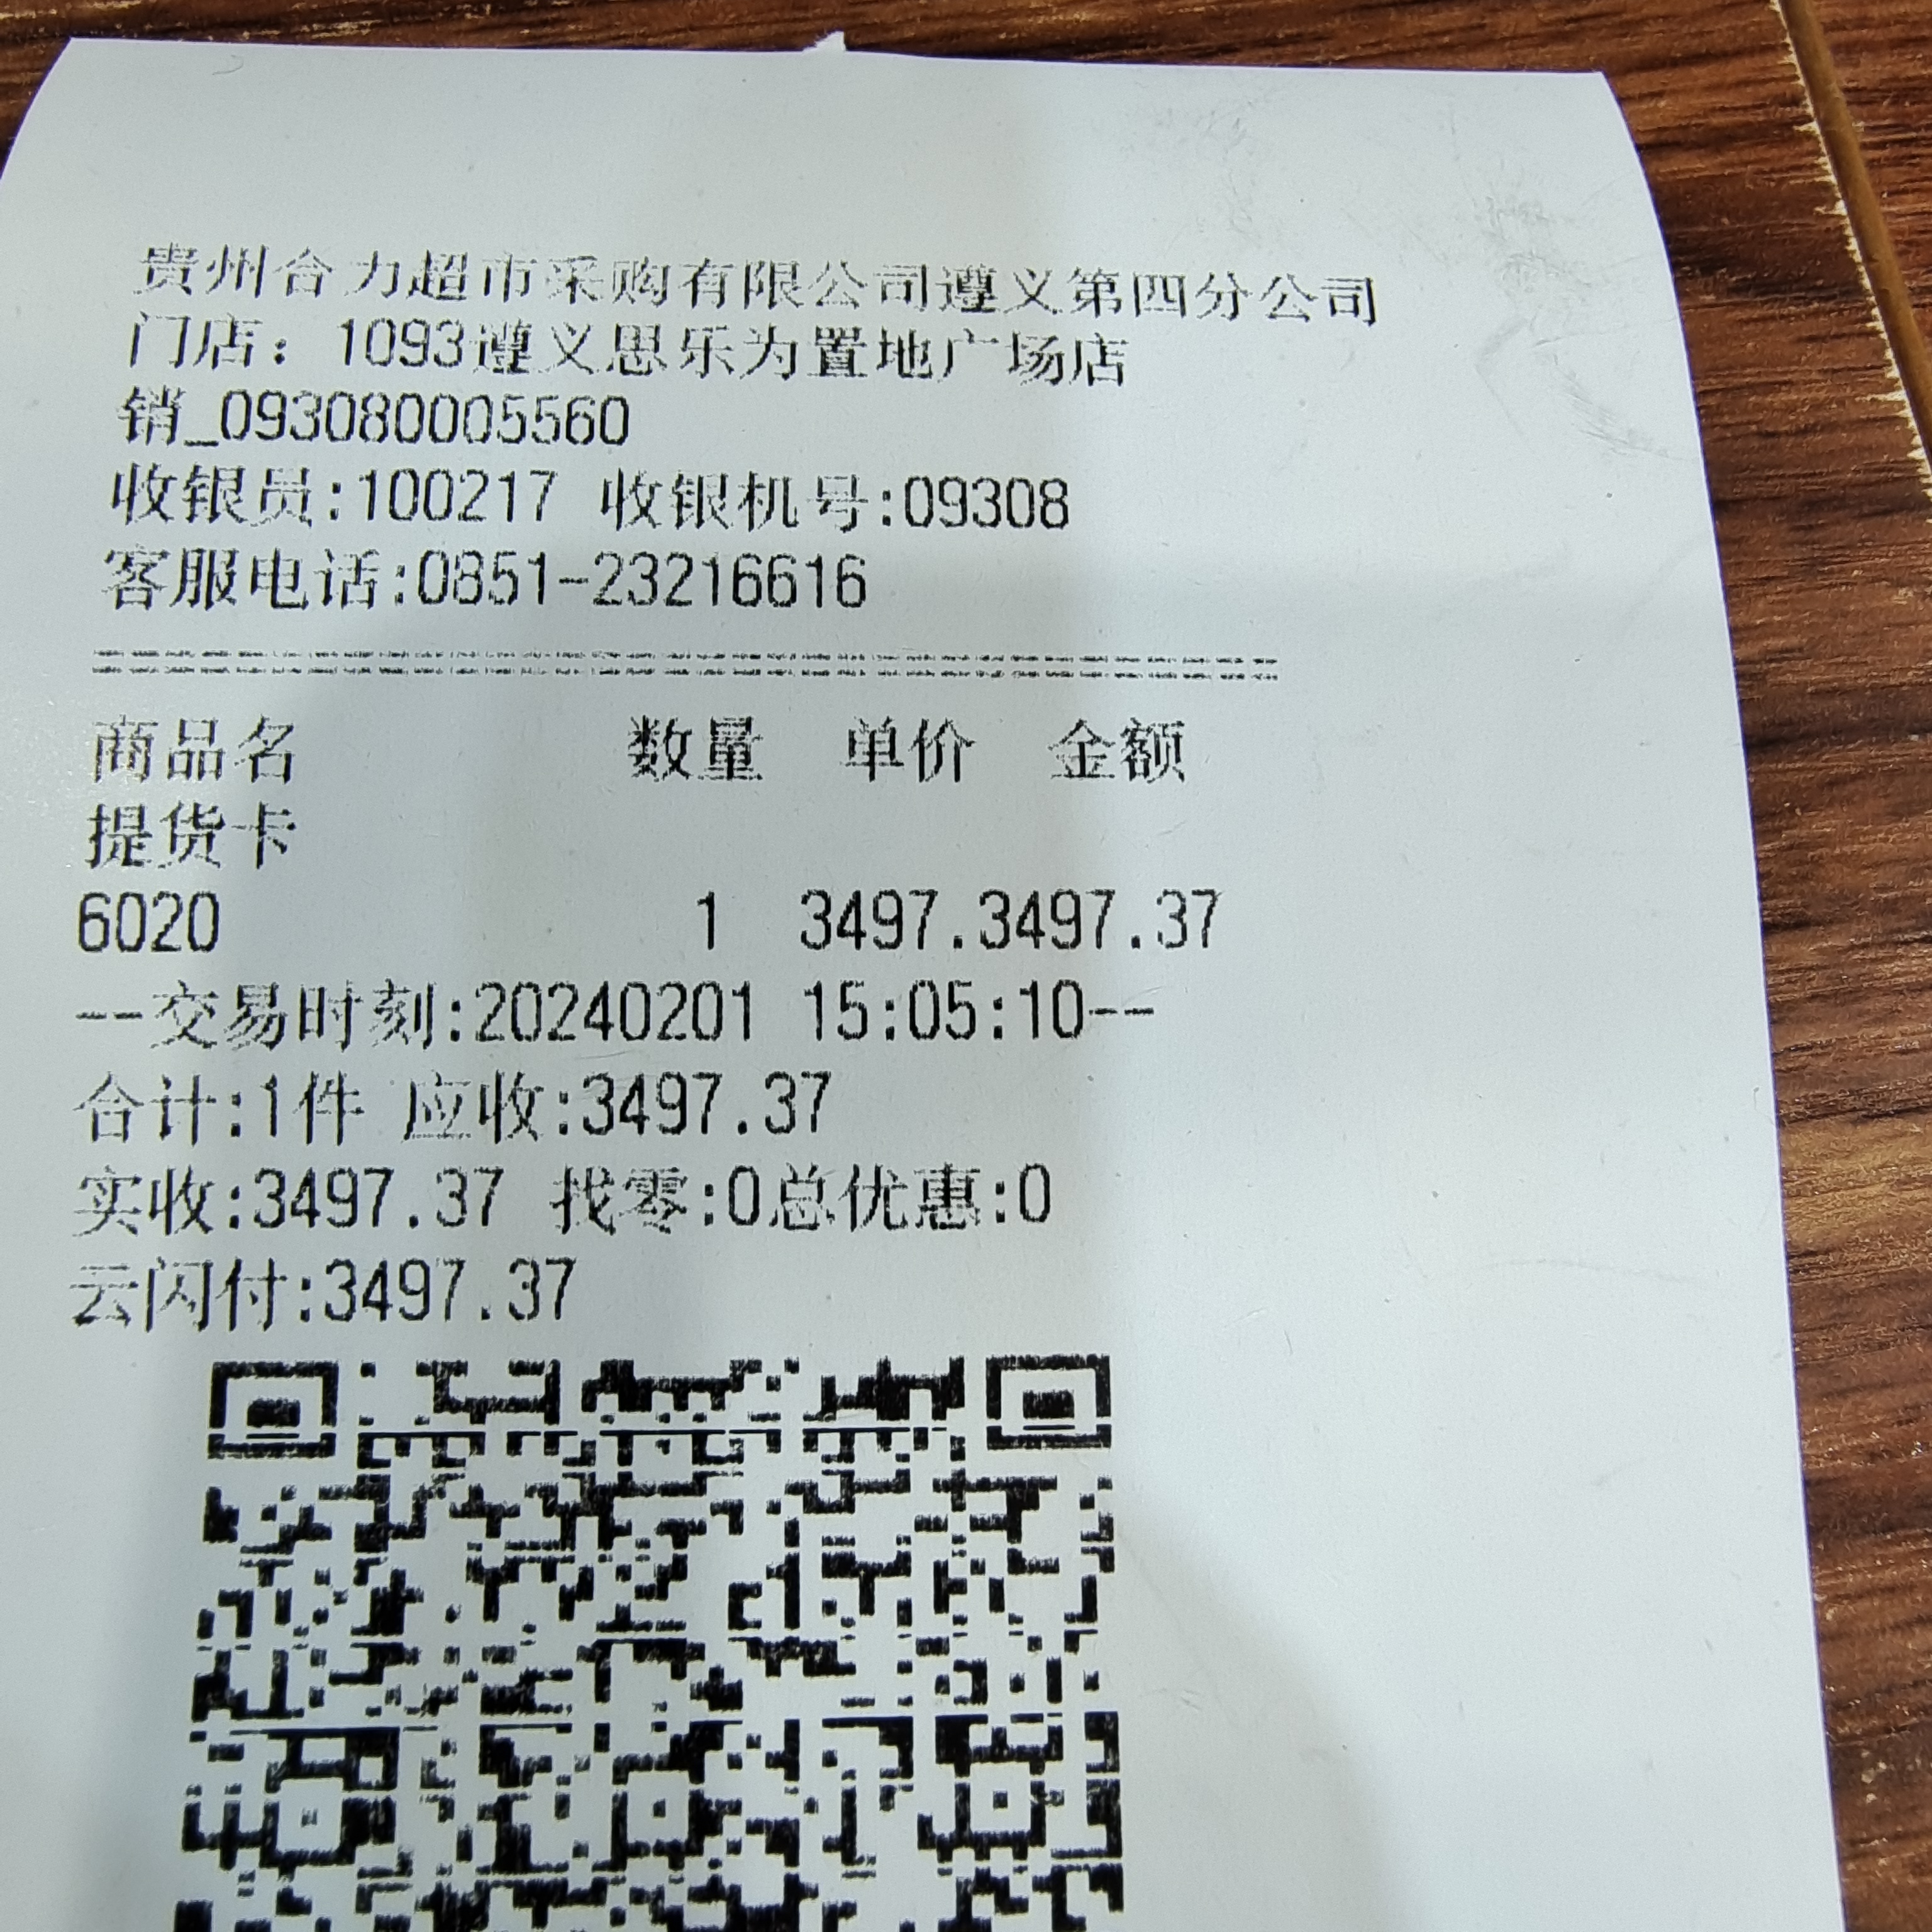 贵州合力超市采购有限公司遵义第四分公司
门店：1093遵义思乐为置地广场店
销_093080005560
收银员:100217 收银机号:09308
客服电话:0851-23216616
商品名 数量 单价 金额
提货卡
6020 1 3497.3497.37
--交易时刻:20240201 15:05:10--
合计:1件 应收:3497.37
实收:3497.37 找零:0总优惠:0
云闪付:3497.37